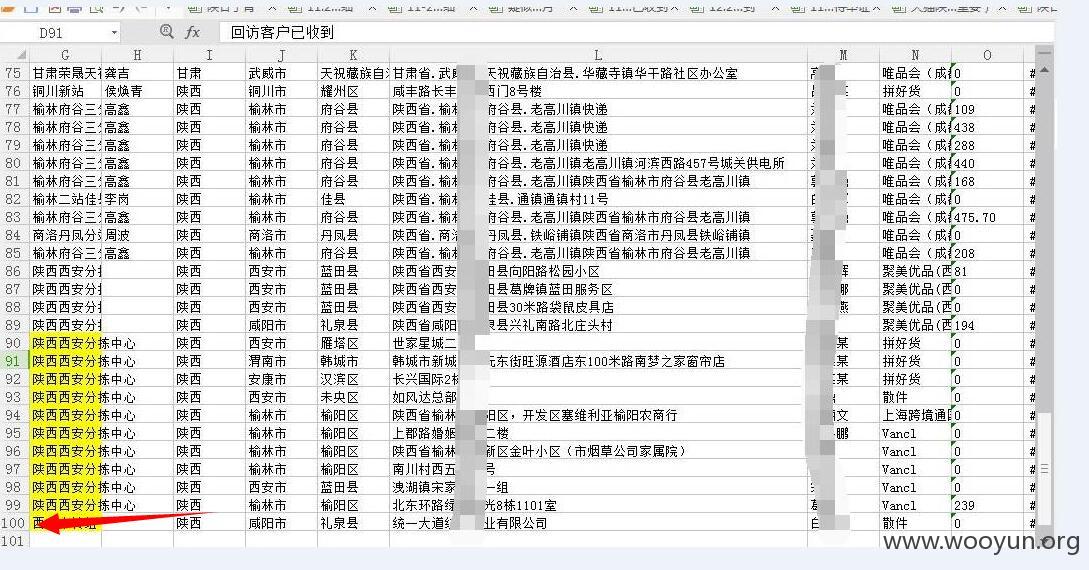 D91 fx 回访客户已收到
G H I J K L M N O
75 甘肃荣晟天 龚吉 甘肃 武威市 天祝藏族自 甘肃省.武 天祝藏族自治县.华藏寺镇华干路社区办公室 唯品会（成 0
76 铜川新站 侯焕青 陕西 铜川市 耀州区 咸丰路长丰 西门8号楼 拼好货 0
77 榆林府谷三 高鑫 陕西 榆林市 府谷县 陕西省.榆 府谷县.老高川镇快递 唯品会（成 109
78 榆林府谷三 高鑫 陕西 榆林市 府谷县 陕西省.榆 府谷县.老高川镇快递 唯品会（成 438
79 榆林府谷三 高鑫 陕西 榆林市 府谷县 陕西省.榆 府谷县.老高川镇快递 唯品会（成 288
80 榆林府谷三 高鑫 陕西 榆林市 府谷县 陕西省.榆 府谷县.老高川镇老高川镇河滨西路457号城关供电所 唯品会（成 440
81 榆林府谷三 高鑫 陕西 榆林市 府谷县 陕西省.榆 府谷县.老高川镇陕西省榆林市府谷县老高川镇 唯品会（成 168
82 榆林二站佳 李岗 陕西 榆林市 佳县 陕西省.榆 佳县.通镇通镇村11号 唯品会（成 0
83 榆林府谷三 高鑫 陕西 榆林市 府谷县 陕西省.榆 府谷县.老高川镇陕西省榆林市府谷县老高川镇 唯品会（成 475.70
84 商洛丹凤分 周波 陕西 商洛市 丹凤县 陕西省.商 丹凤县.铁峪铺镇陕西省商洛市丹凤县老高川镇 唯品会（成 0
85 榆林府谷三 高鑫 陕西 榆林市 府谷县 陕西省.榆 府谷县.老高川镇 唯品会（成 208
86 陕西西安分 陕西 西安市 蓝田县 陕西省西安 田县向阳路松园小区 聚美优品(西 81
87 陕西西安分 陕西 西安市 蓝田县 陕西省西安 田县葛牌镇蓝田服务区 聚美优品(西 0
88 陕西西安分 陕西 西安市 蓝田县 陕西省西安 田县30米路袋鼠皮具店 燕 聚美优品(西 0
89 陕西西安分 陕西 咸阳市 礼泉县 陕西省咸阳 泉县兴礼南路北庄头村 聚美优品(西 194
90 陕西西安分拣中心 陕西 西安市 雁塔区 世家星城二 某 拼好货 0
91 陕西西安分拣中心 陕西 渭南市 韩城市 韩城市新城 元东街旺源酒店东100米路南梦之家窗帘店 某 拼好货 0
92 陕西西安分拣中心 陕西 安康市 汉滨区 长兴国际2栋 某 拼好货 0
93 陕西西安分拣中心 陕西 西安市 未央区 如风达总部 散件 0
94 陕西西安分拣中心 陕西 榆林市 榆阳区 陕西省榆林 阳区，开发区塞维利亚榆阳农商行 文 上海跨境通 0
95 陕西西安分拣中心 陕西 榆林市 榆阳区 上郡路婚姻 二楼 鹏 Vancl 0
96 陕西西安分拣中心 陕西 榆林市 榆阳区 榆林市榆 新区金叶小区（市烟草公司家属院） Vancl 0
97 陕西西安分拣中心 陕西 榆林市 榆阳区 南川村西五 号 Vancl 0
98 陕西西安分拣中心 陕西 西安市 蓝田县 洩湖镇宋家 一组 Vancl 0
99 陕西西安分拣中心 陕西 榆林市 榆阳区 北东环路绿 光8栋1101室 Vancl 239
100 西 陕西 咸阳市 礼泉县 统一大道 业有限公司 白 散件 0
101
www.wooyun.org